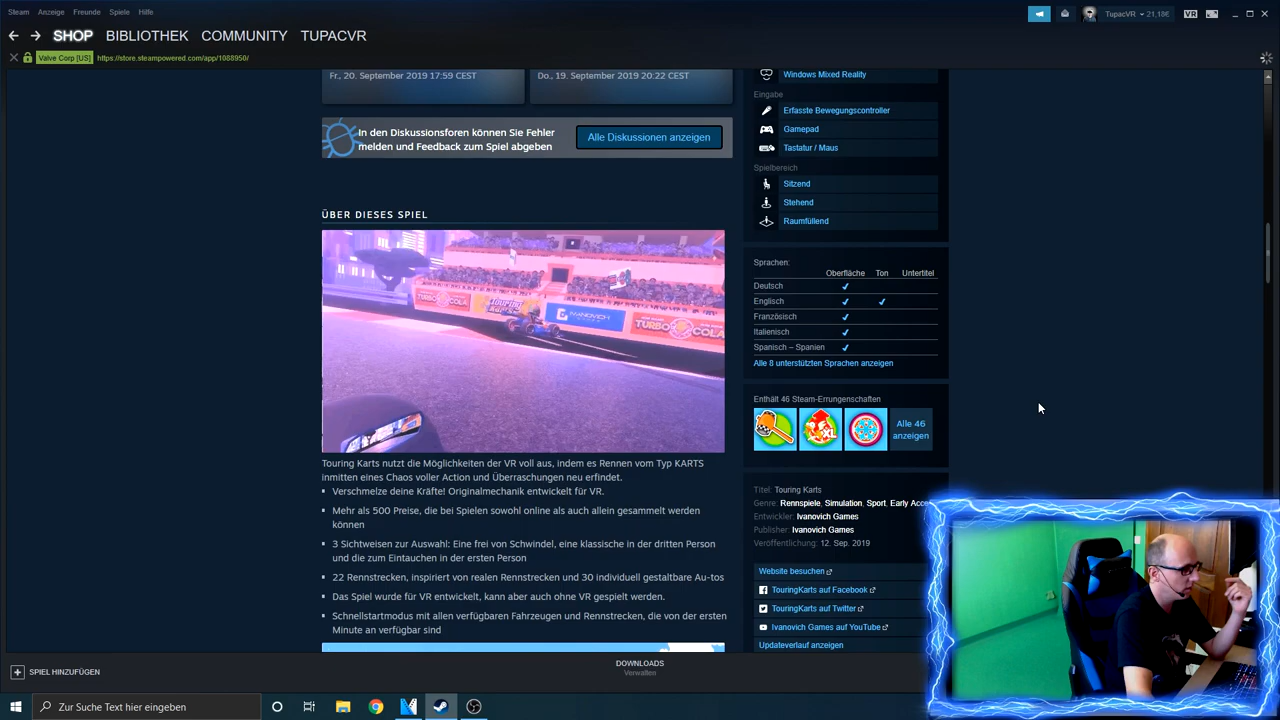 Steam Anzeige Freunde Spiele Hilfe
TupacVR 21,18€ VR
SHOP BIBLIOTHEK COMMUNITY TUPACVR
Valve Corp [US] https://store.steampowered.com/app/1088950/
Fr., 20. September 2019 17:59 CEST
Do., 19. September 2019 20:22 CEST
In den Diskussionsforen können Sie Fehler
melden und Feedback zum Spiel abgeben
Alle Diskussionen anzeigen
ÜBER DIESES SPIEL
TURBO COLA
Touring Karts
MANOVICH
TURBO COLA
Touring Karts nutzt die Möglichkeiten der VR voll aus, indem es Rennen vom Typ KARTS
inmitten eines Chaos voller Action und Überraschungen neu erfindet.
Verschmelze deine Kräfte! Originalmechanik entwickelt für VR.
Mehr als 500 Preise, die bei Spielen sowohl online als auch allein gesammelt werden
können
3 Sichtweisen zur Auswahl: Eine frei von Schwindel, eine klassische in der dritten Person
und die zum Eintauchen in der ersten Person
22 Rennstrecken, inspiriert von realen Rennstrecken und 30 individuell gestaltbare Au-tos
Das Spiel wurde für VR entwickelt, kann aber auch ohne VR gespielt werden.
Schnellstartmodus mit allen verfügbaren Fahrzeugen und Rennstrecken, die von der ersten
Minute an verfügbar sind
Windows Mixed Reality
Eingabe
Erfasste Bewegungscontroller
Gamepad
Tastatur / Maus
Spielbereich
Sitzend
Stehend
Raumfüllend
Sprachen:
Oberfläche Ton Untertitel
Deutsch
Englisch
Französisch
Italienisch
Spanisch – Spanien
Alle 8 unterstützten Sprachen anzeigen
Enthält 46 Steam-Errungenschaften
XL
Alle 46
anzeigen
Titel: Touring Karts
Genre: Rennspiele, Simulation, Sport, Early Acce
Entwickler: Ivanovich Games
Publisher: Ivanovich Games
Veröffentlichung: 12. Sep. 2019
Website besuchen
TouringKarts auf Facebook
TouringKarts auf Twitter
Ivanovich Games auf YouTube
Updateverlauf anzeigen
SPIEL HINZUFÜGEN
DOWNLOADS
Verwalten
Zur Suche Text hier eingeben